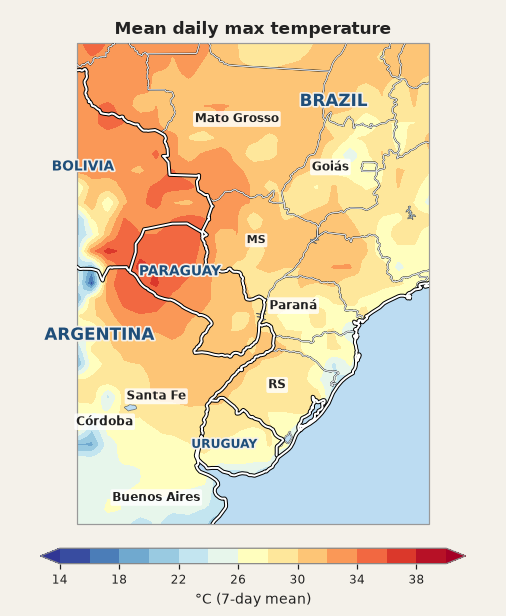 Mean daily max temperature
BRAZIL
Mato Grosso
BOLIVIA
Goiás
MS
PARAGUAY
Paraná
ARGENTINA
RS
Santa Fe
Córdoba
URUGUAY
Buenos Aires
14 18 22 26 30 34 38
°C (7-day mean)